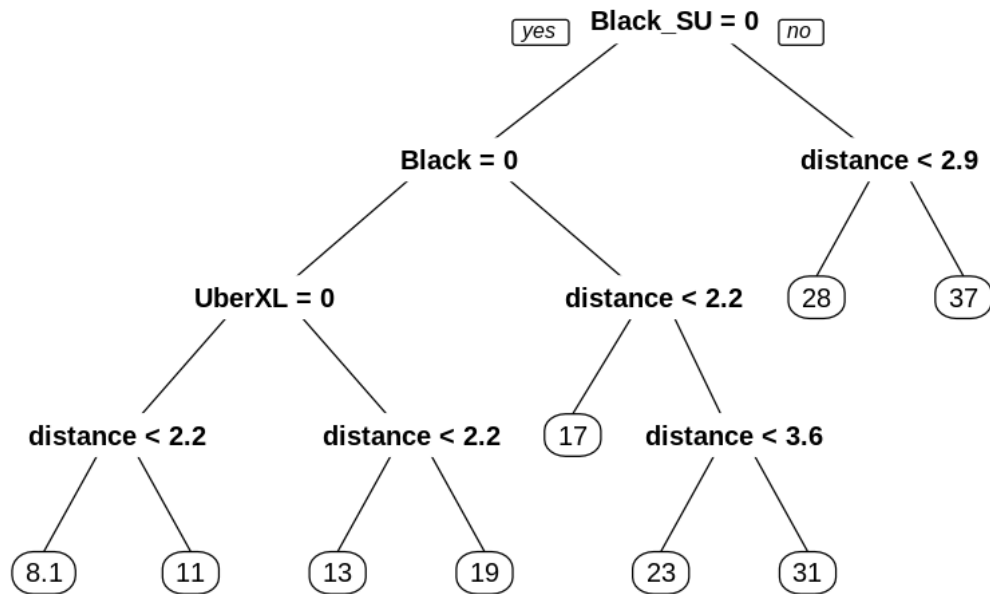 yes Black_SU = 0 no
Black = 0 distance < 2.9
UberXL = 0 distance < 2.2 28 37
distance < 2.2 distance < 2.2 17 distance < 3.6
8.1 11 13 19 23 31